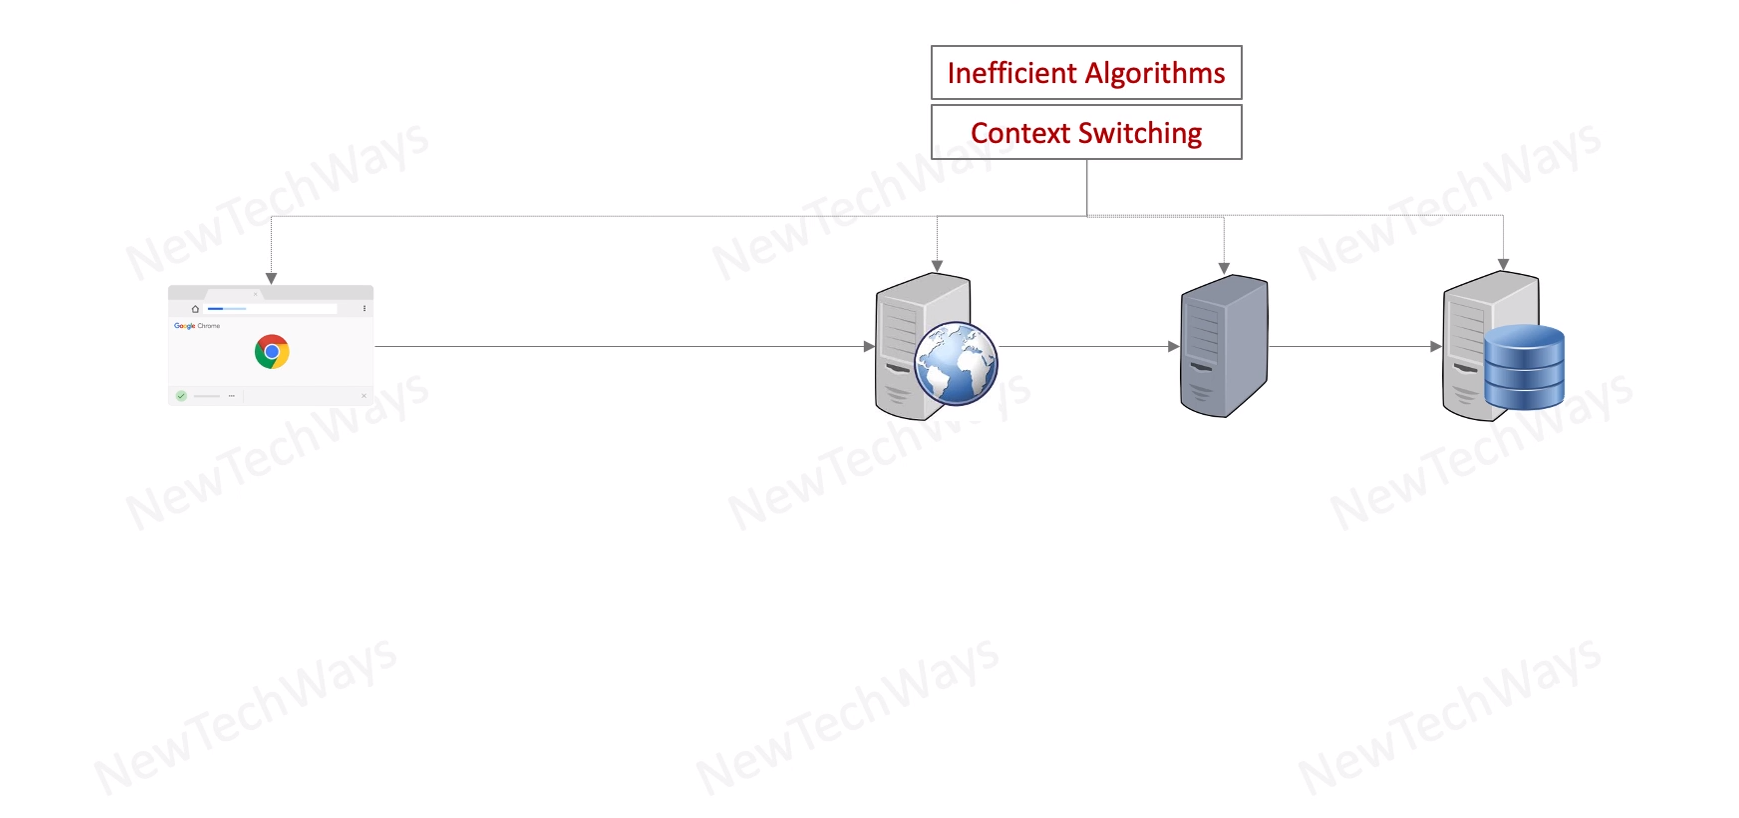 Inefficient Algorithms
Context Switching
NewTechWays
NewTechWays
NewTechWays
Google Chrome
NewTechWays
NewTechWays
NewTechWays
NewTechWays
NewTechWays
NewTechWays